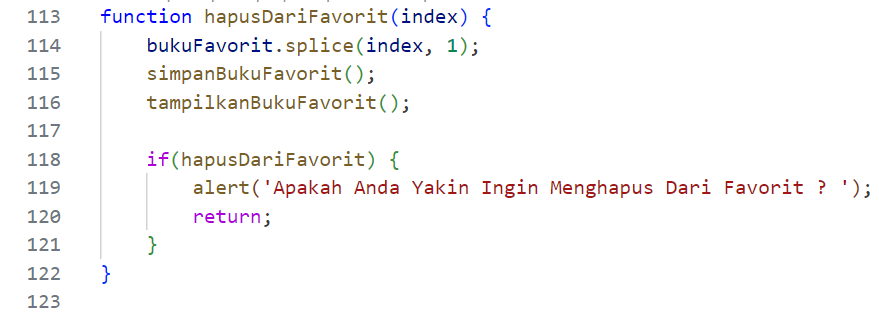 113 function hapusDariFavorit(index) {
114     bukuFavorit.splice(index, 1);
115     simpanBukuFavorit();
116     tampilkanBukuFavorit();
117
118     if(hapusDariFavorit) {
119         alert('Apakah Anda Yakin Ingin Menghapus Dari Favorit ? ');
120         return;
121     }
122 }
123